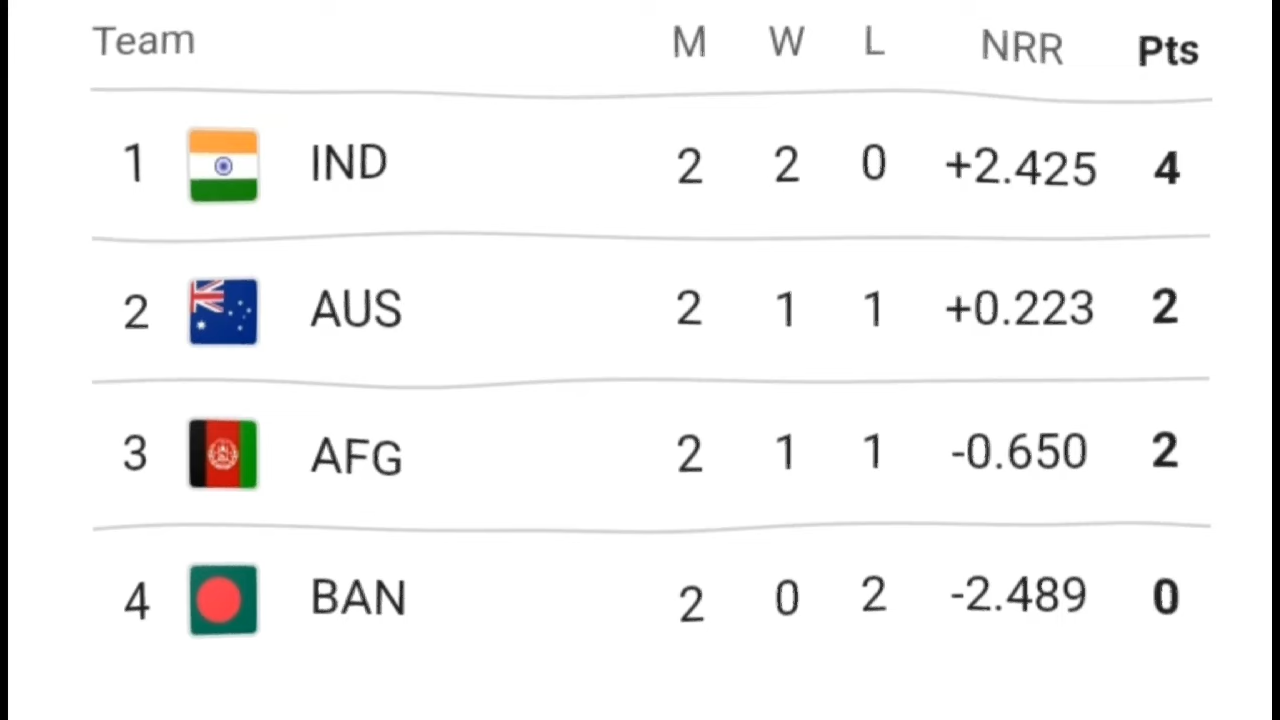 Team M W L NRR Pts
1 IND 2 2 0 +2.425 4
2 AUS 2 1 1 +0.223 2
3 AFG 2 1 1 -0.650 2
4 BAN 2 0 2 -2.489 0